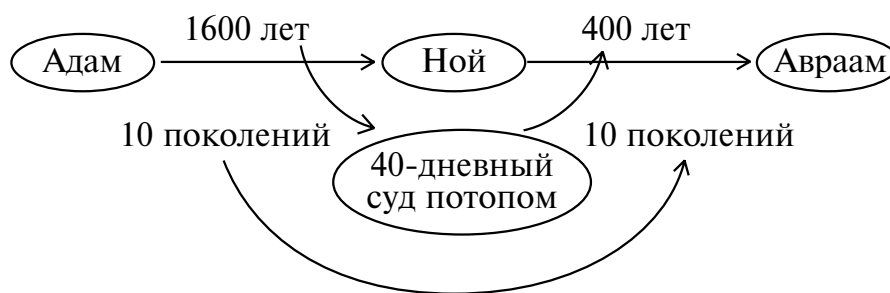 1600 лет
400 лет
Адам
Ной
Авраам
10 поколений
10 поколений
40-дневный
суд потопом